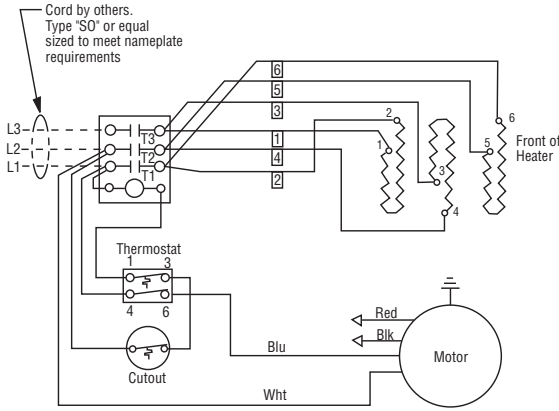 Cord by others.
Type "SO" or equal
sized to meet nameplate
requirements
6
5
3
1
4
2
L3
L2
L1
T3
T2
T1
2
1
3
4
5
6
Front of
Heater
Thermostat
1 3
4 6
Cutout
Blu
Wht
Red
Blk
Motor